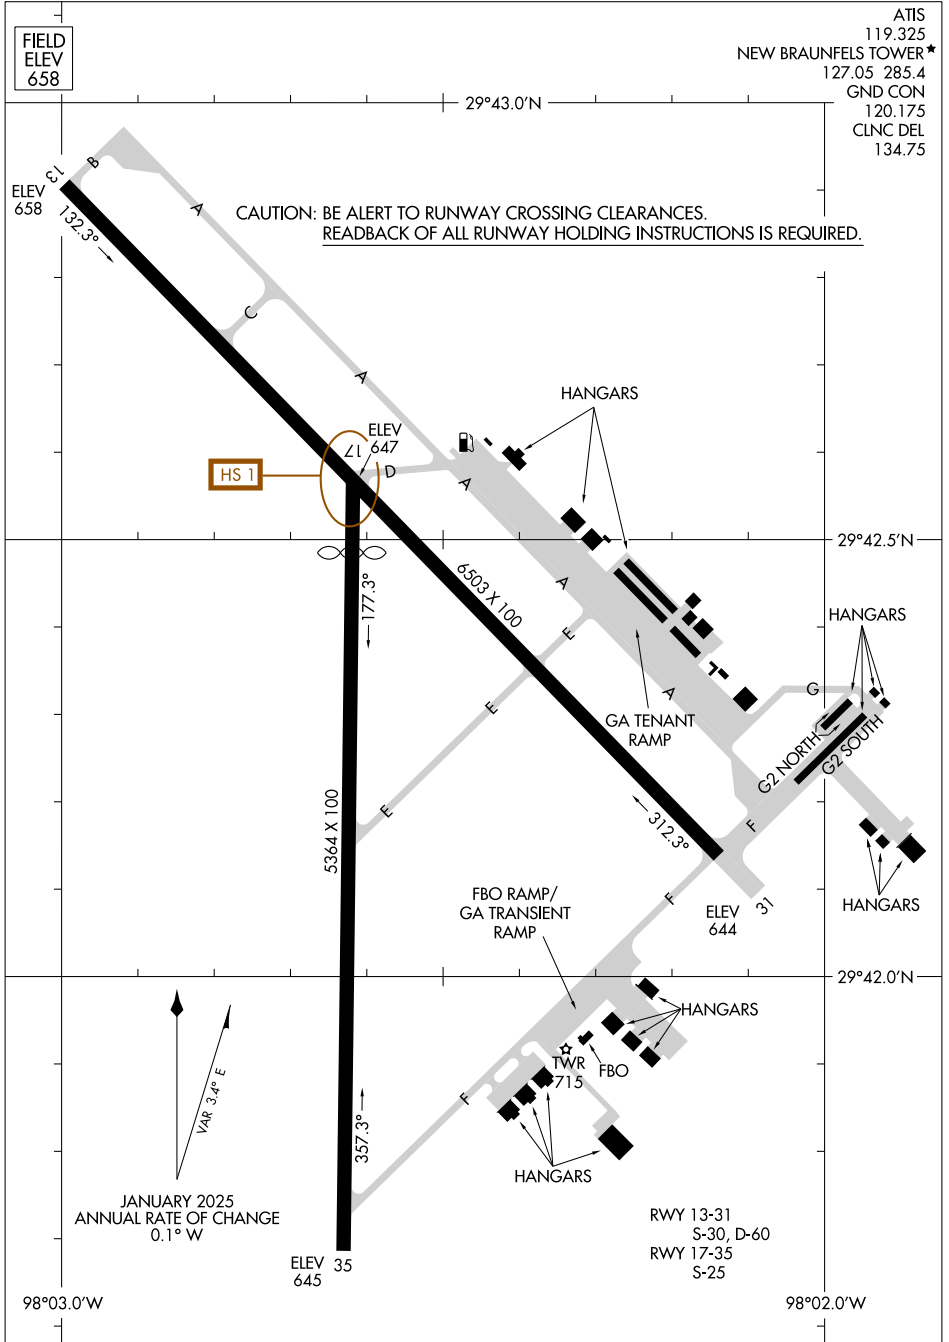 FIELD
ELEV
658
ATIS
119.325
NEW BRAUNFELS TOWER★
127.05 285.4
GND CON
120.175
CLNC DEL
134.75
29°43.0'N
13
B
ELEV
658
132.3°
A
CAUTION: BE ALERT TO RUNWAY CROSSING CLEARANCES.
READBACK OF ALL RUNWAY HOLDING INSTRUCTIONS IS REQUIRED.
C
A
HANGARS
ELEV
647
17
HS 1
D
A
29°42.5'N
177.3°
6503 X 100
A
E
HANGARS
A
G
E
GA TENANT
RAMP
G2 NORTH
G2 SOUTH
E
5364 X 100
312.3°
F
HANGARS
FBO RAMP/
GA TRANSIENT
RAMP
F
31
ELEV
644
29°42.0'N
HANGARS
VAR 3.4° E
TWR
715
FBO
F
357.3°
HANGARS
JANUARY 2025
ANNUAL RATE OF CHANGE
0.1° W
RWY 13-31
S-30, D-60
RWY 17-35
S-25
ELEV
645
35
98°03.0'W
98°02.0'W